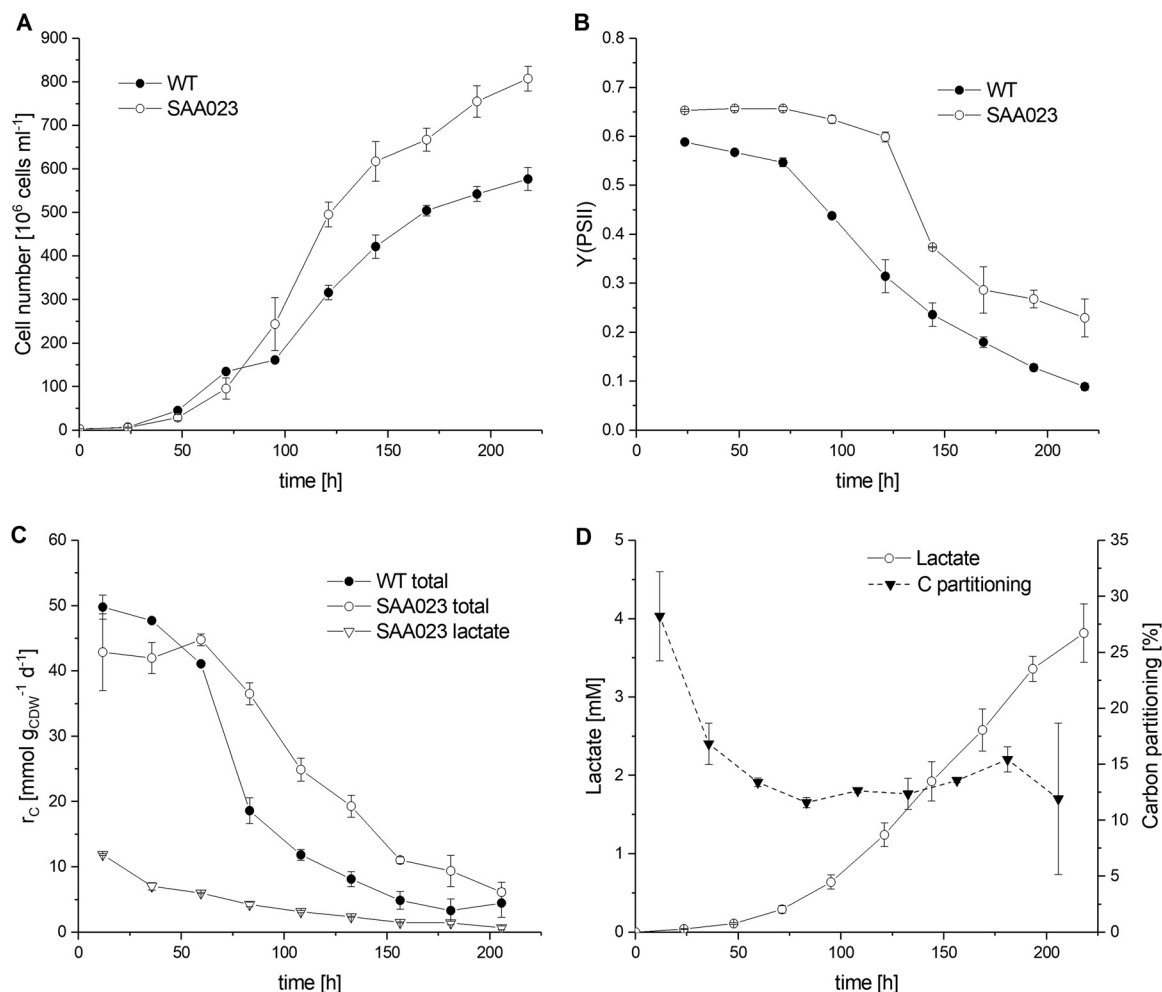 A
900
800
700
600
500
400
300
200
100
0
Cell number [10⁶ cells ml⁻¹]
WT
SAA023
0 50 100 150 200
time [h]
B
0.8
0.7
0.6
0.5
0.4
0.3
0.2
0.1
0.0
Y(PSII)
WT
SAA023
0 50 100 150 200
time [h]
C
60
50
40
30
20
10
0
r_C [mmol g_CDW⁻¹ d⁻¹]
WT total
SAA023 total
SAA023 lactate
0 50 100 150 200
time [h]
D
5
4
3
2
1
0
Lactate [mM]
Lactate
C partitioning
35
30
25
20
15
10
5
0
Carbon partitioning [%]
0 50 100 150 200
time [h]